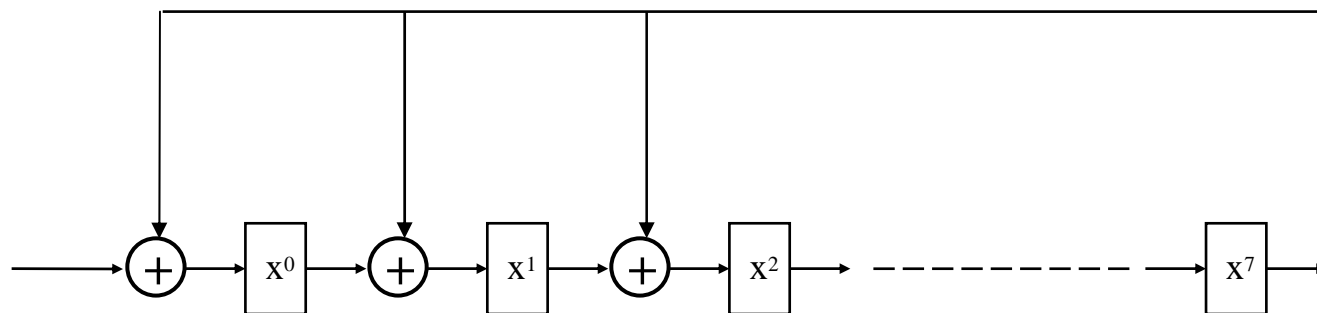 + x⁰ + x¹ + x² x⁷